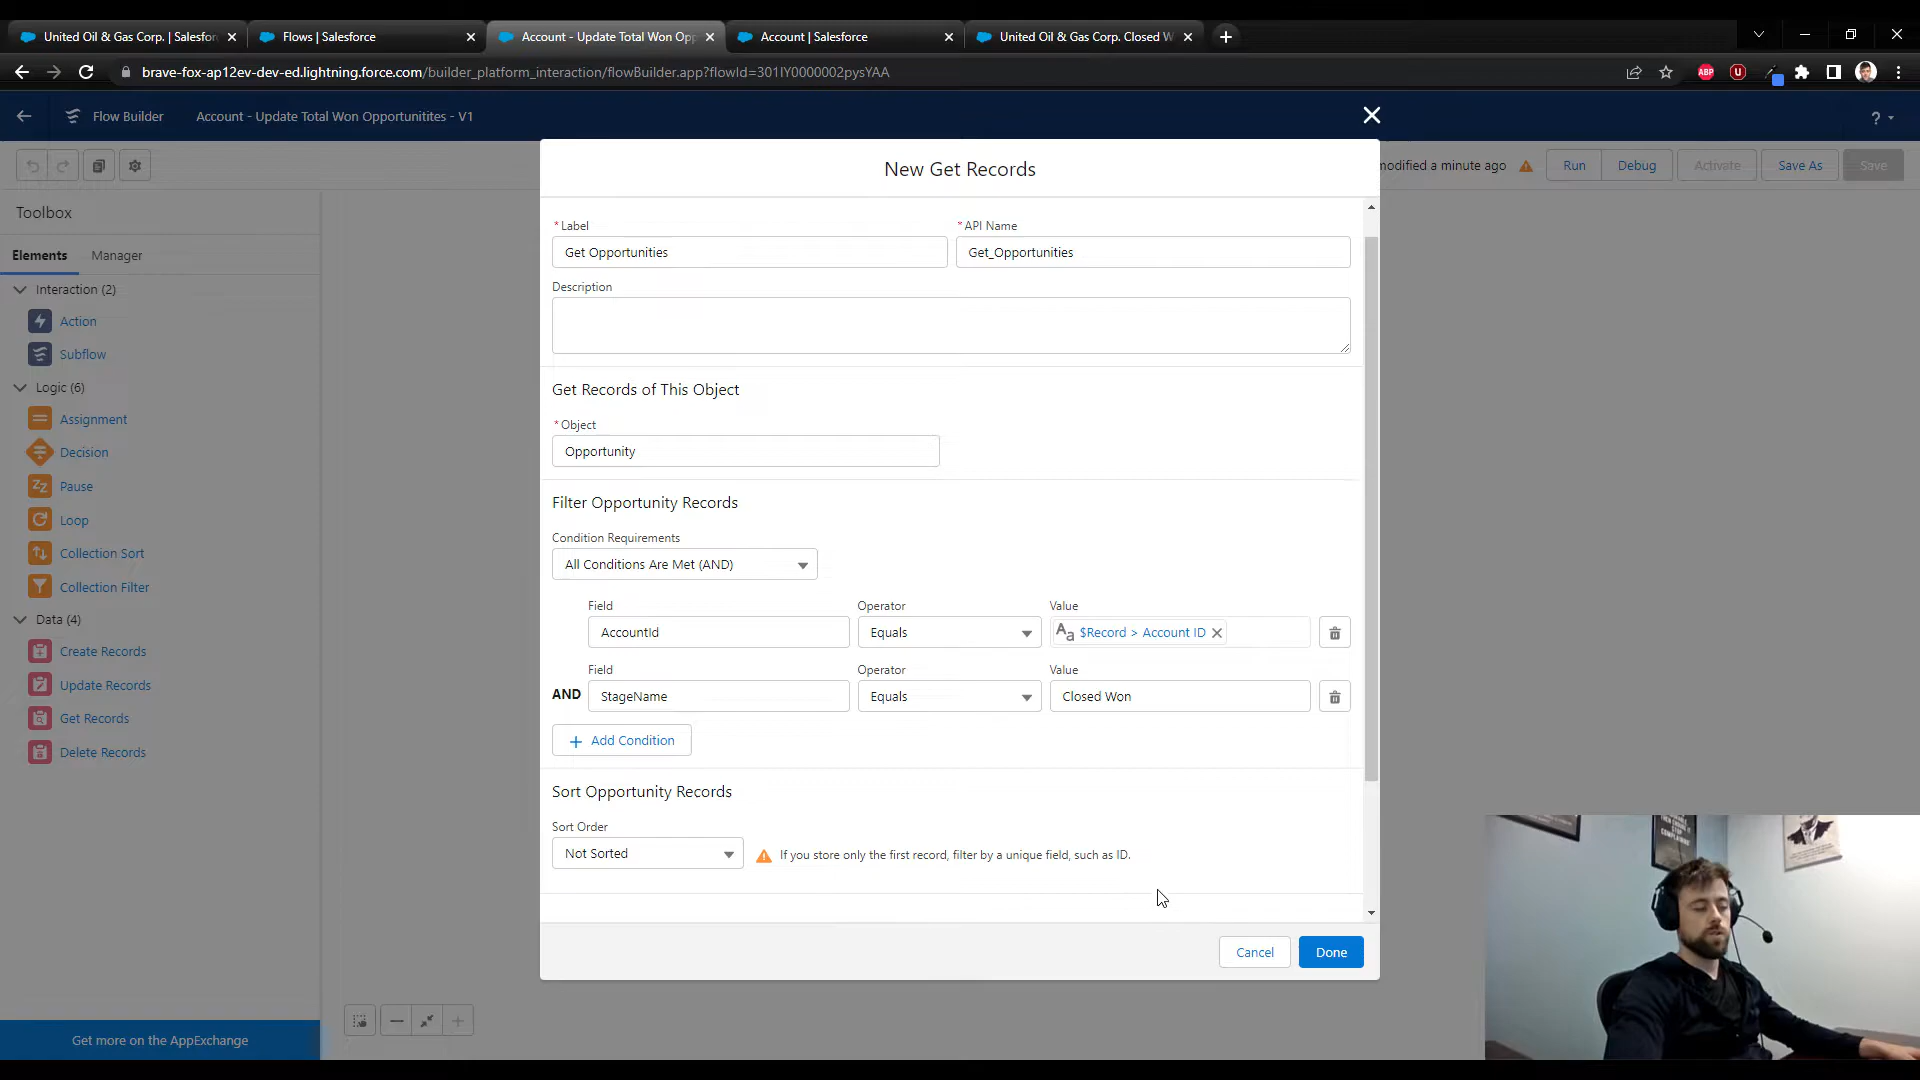 United Oil & Gas Corp. | Salesfor
Flows | Salesforce
Account - Update Total Won Opp
Account | Salesforce
United Oil & Gas Corp. Closed W
brave-fox-ap12ev-dev-ed.lightning.force.com/builder_platform_interaction/flowBuilder.app?flowId=301IY0000002pysYAA
ABP
Flow Builder
Account - Update Total Won Opportunitites - V1
?
modified a minute ago
Run
Debug
Activate
Save As
Save
Toolbox
Elements
Manager
Interaction (2)
Action
Subflow
Logic (6)
Assignment
Decision
Pause
Loop
Collection Sort
Collection Filter
Data (4)
Create Records
Update Records
Get Records
Delete Records
Get more on the AppExchange
New Get Records
* Label
* API Name
Get Opportunities
Get_Opportunities
Description
Get Records of This Object
* Object
Opportunity
Filter Opportunity Records
Condition Requirements
All Conditions Are Met (AND)
Field
Operator
Value
AccountId
Equals
Aa $Record > Account ID
Field
Operator
Value
AND
StageName
Equals
Closed Won
+ Add Condition
Sort Opportunity Records
Sort Order
Not Sorted
If you store only the first record, filter by a unique field, such as ID.
Cancel
Done